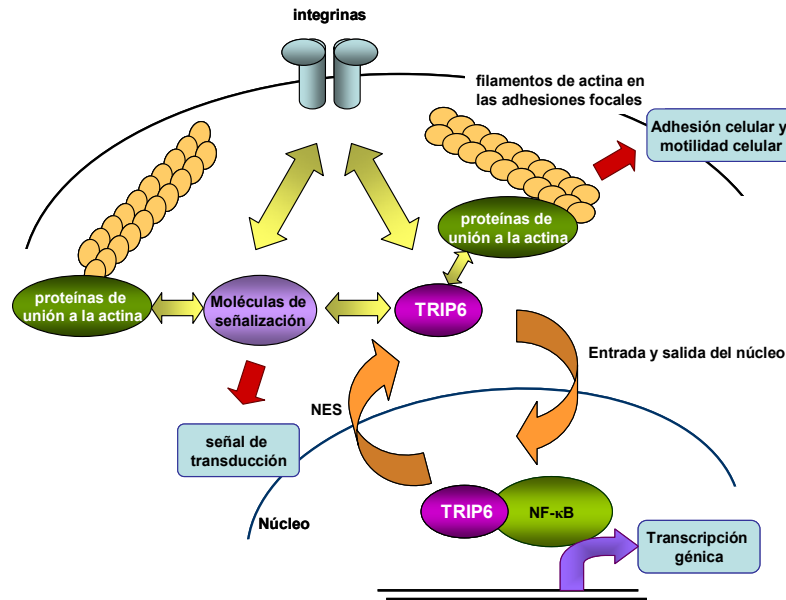 integrinas
filamentos de actina en
las adhesiones focales
Adhesión celular y
motilidad celular
proteínas de
unión a la actina
proteínas de
unión a la actina
Moléculas de
señalización
TRIP6
Entrada y salida del núcleo
NES
señal de
transducción
Núcleo
TRIP6
NF-κB
Transcripción
génica